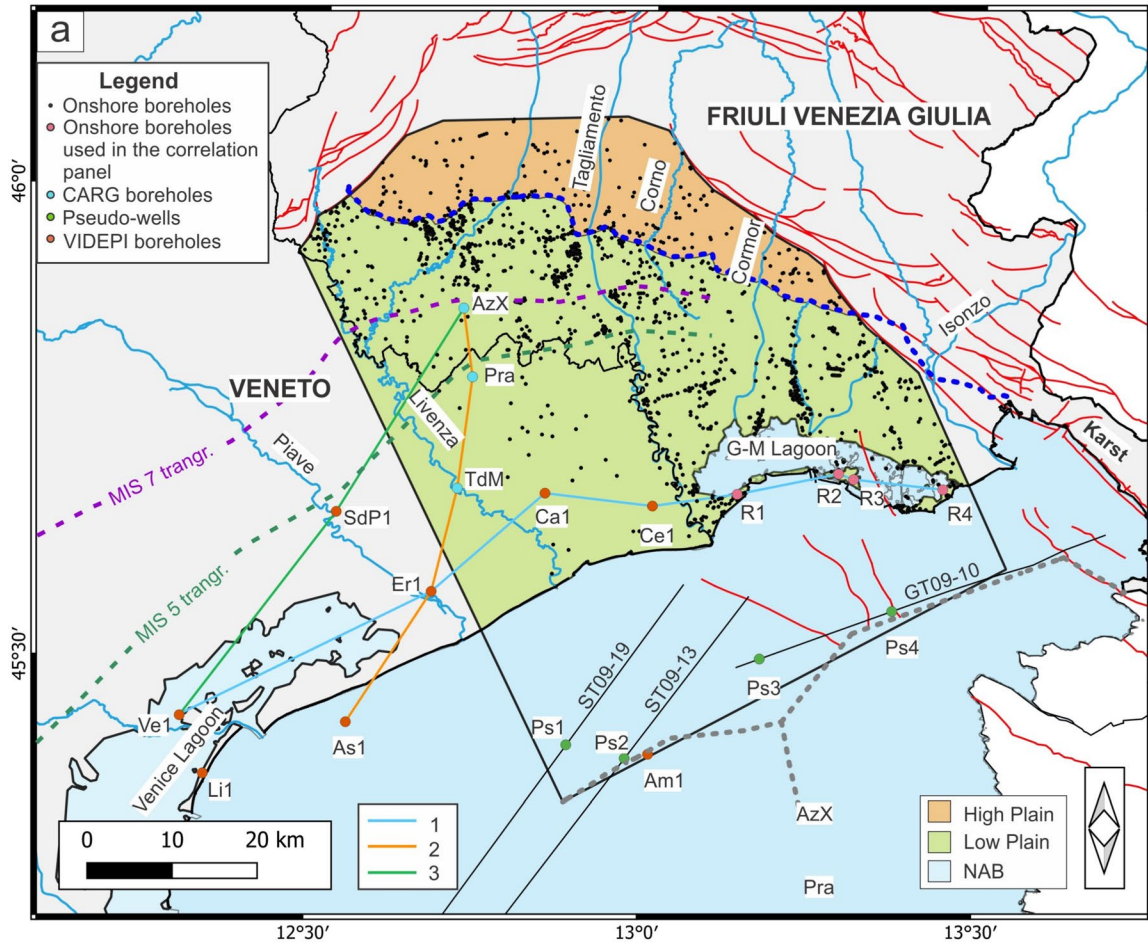 a
Legend
Onshore boreholes
Onshore boreholes
used in the correlation
panel
CARG boreholes
Pseudo-wells
VIDEPI boreholes
FRIULI VENEZIA GIULIA
Tagliamento
Corno
Cormor
Isonzo
46°0'
AzX
Pra
VENETO
Livenza
Karst
Piave
MIS 7 trangr.
G-M Lagoon
TdM
SdP1
Ca1
Ce1
R1
R2
R3
R4
MIS 5 trangr.
Er1
GT09-10
45°30'
ST09-19
ST09-13
Ps4
Ps3
Ve1
Venice Lagoon
As1
Ps1
Ps2
Am1
Li1
AzX
Pra
0 10 20 km
1
2
3
High Plain
Low Plain
NAB
12°30'
13°0'
13°30'